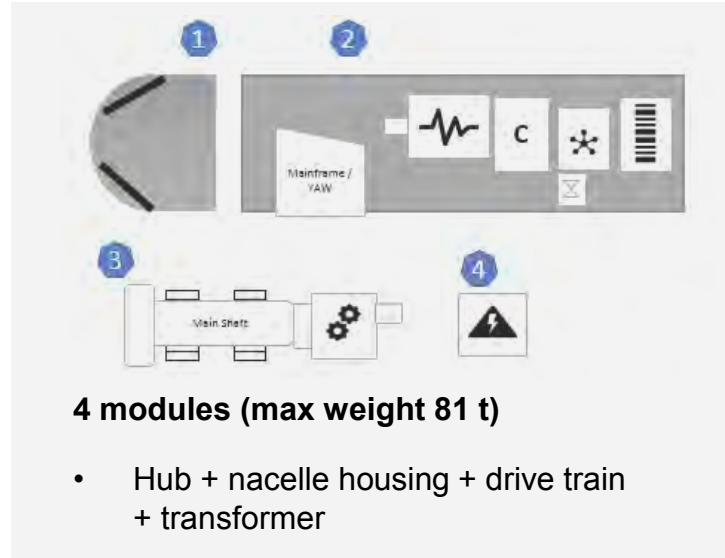 1
2
C
Mainframe /
YAW
3
4
Main Shaft
4 modules (max weight 81 t)
• Hub + nacelle housing + drive train
+ transformer